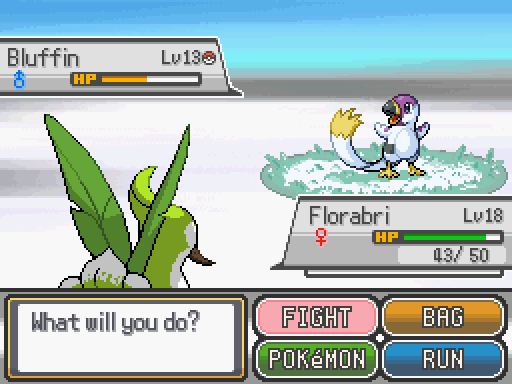 Bluffin Lv13
♂ HP
Florabri Lv18
♀ HP
43/ 50
What will you do?
FIGHT BAG
POKéMON RUN